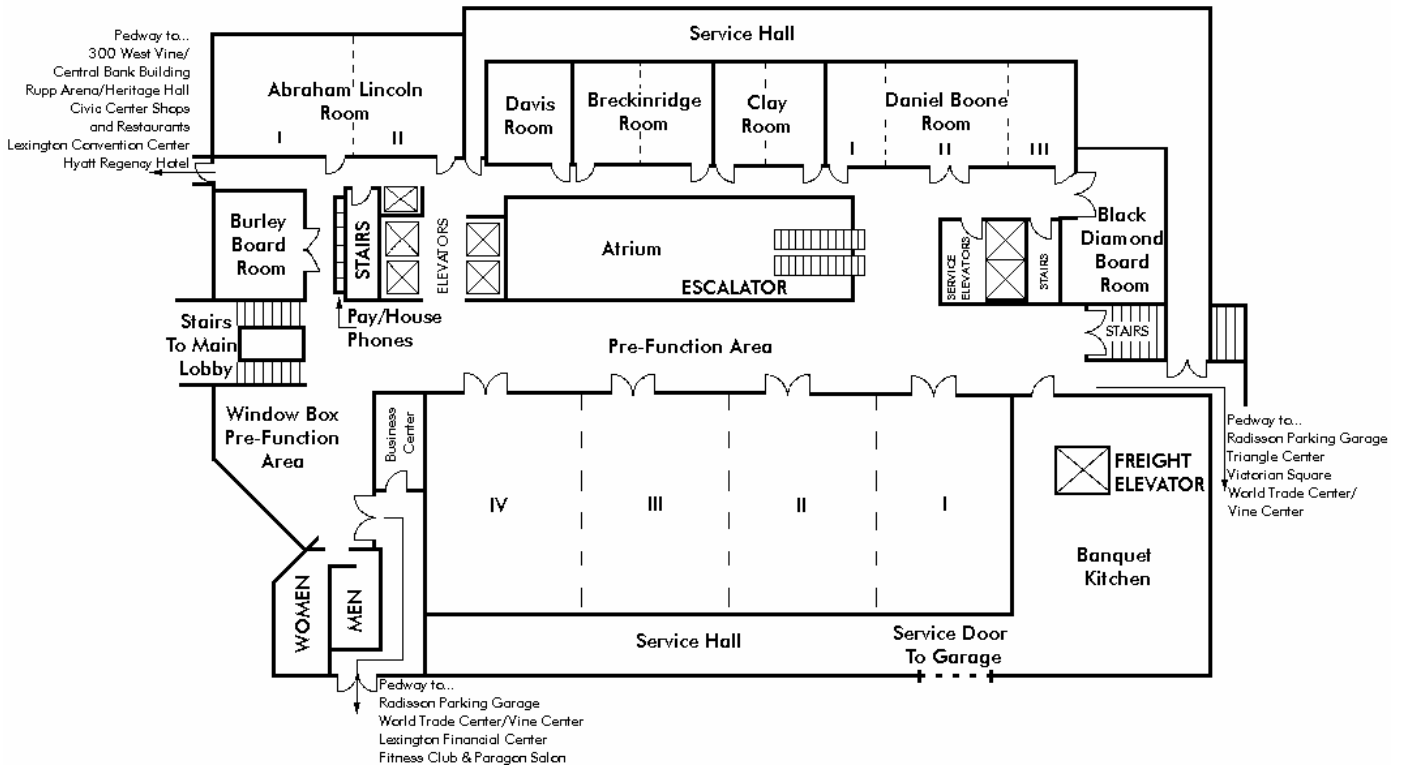 Service Hall
Pedway to...
300 West Vine/
Central Bank Building
Rupp Arena/Heritage Hall
Civic Center Shops
and Restaurants
Lexington Convention Center
Hyatt Regency Hotel
Abraham Lincoln
Room
I
II
Davis
Room
Breckinridge
Room
Clay
Room
Daniel Boone
Room
I
II
III
Burley
Board
Room
STAIRS
ELEVATORS
Atrium
ESCALATOR
SERVICE
ELEVATORS
STAIRS
Black
Diamond
Board
Room
Stairs
To Main
Lobby
Pay/House
Phones
Pre-Function Area
STAIRS
Window Box
Pre-Function
Area
Business
Center
IV
III
II
I
FREIGHT
ELEVATOR
Pedway to...
Radisson Parking Garage
Triangle Center
Victorian Square
World Trade Center/
Vine Center
Banquet
Kitchen
WOMEN
MEN
Service Hall
Service Door
To Garage
Pedway to...
Radisson Parking Garage
World Trade Center/Vine Center
Lexington Financial Center
Fitness Club & Paragon Salon